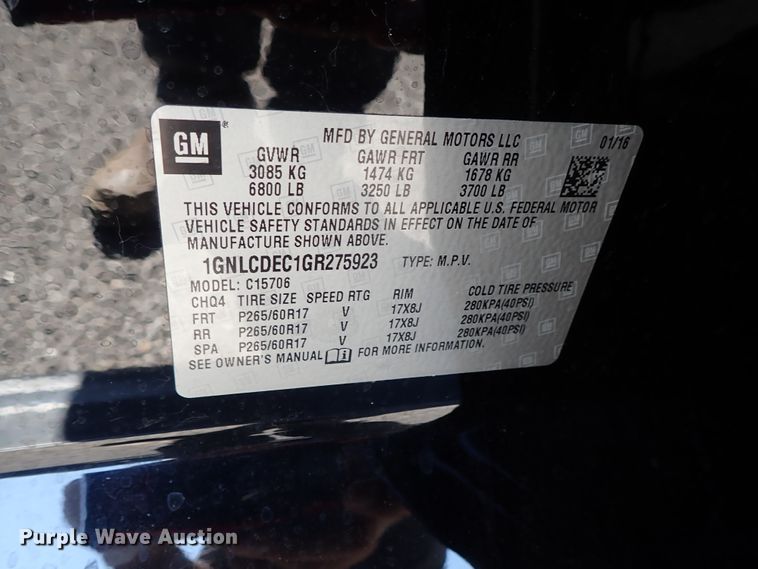 GM ®
MFD BY GENERAL MOTORS LLC 01/16
GVWR GAWR FRT GAWR RR
3085 KG 1474 KG 1678 KG
6800 LB 3250 LB 3700 LB
THIS VEHICLE CONFORMS TO ALL APPLICABLE U.S. FEDERAL MOTOR
VEHICLE SAFETY STANDARDS IN EFFECT ON THE DATE OF
MANUFACTURE SHOWN ABOVE.
1GNLCDEC1GR275923 TYPE: M.P.V.
MODEL: C15706
CHQ4 TIRE SIZE SPEED RTG RIM COLD TIRE PRESSURE
FRT P265/60R17 V 17X8J 280KPA(40PSI)
RR P265/60R17 V 17X8J 280KPA(40PSI)
SPA P265/60R17 V 17X8J 280KPA(40PSI)
SEE OWNER'S MANUAL FOR MORE INFORMATION.
Purple Wave Auction